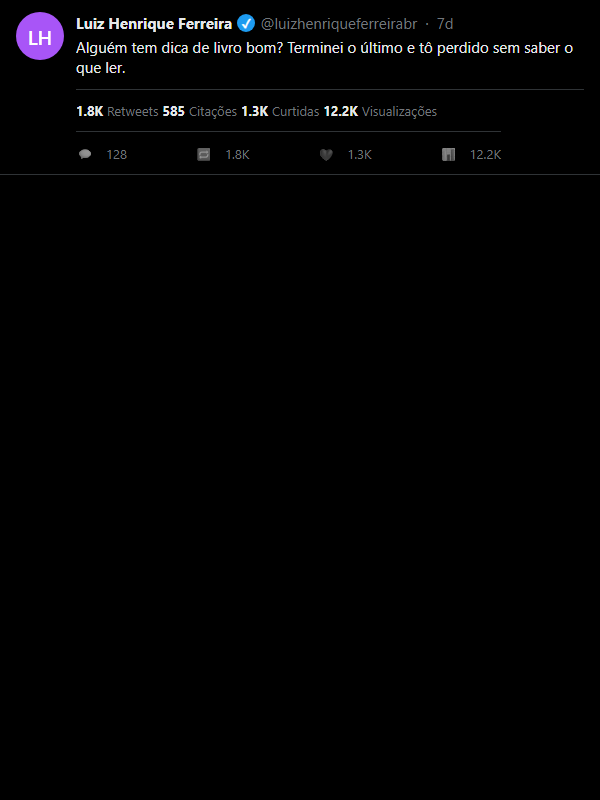 LH
Luiz Henrique Ferreira @luizhenriqueferreirabr · 7d
Alguém tem dica de livro bom? Terminei o último e tô perdido sem saber o
que ler.
1.8K Retweets 585 Citações 1.3K Curtidas 12.2K Visualizações
128 1.8K 1.3K 12.2K